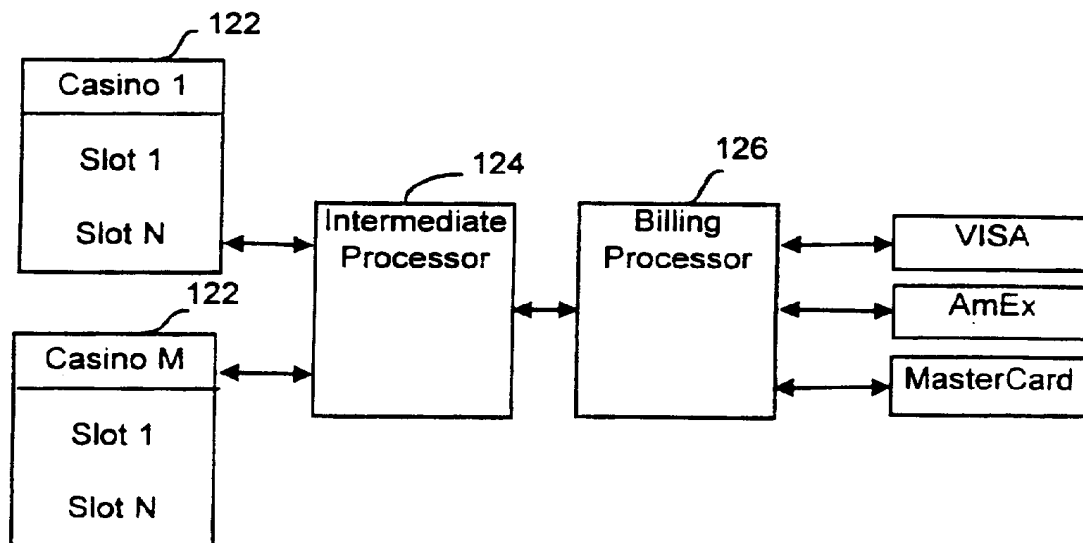 122
Casino 1
Slot 1
Slot N
122
Casino M
Slot 1
Slot N
124
Intermediate
Processor
126
Billing
Processor
VISA
AmEx
MasterCard